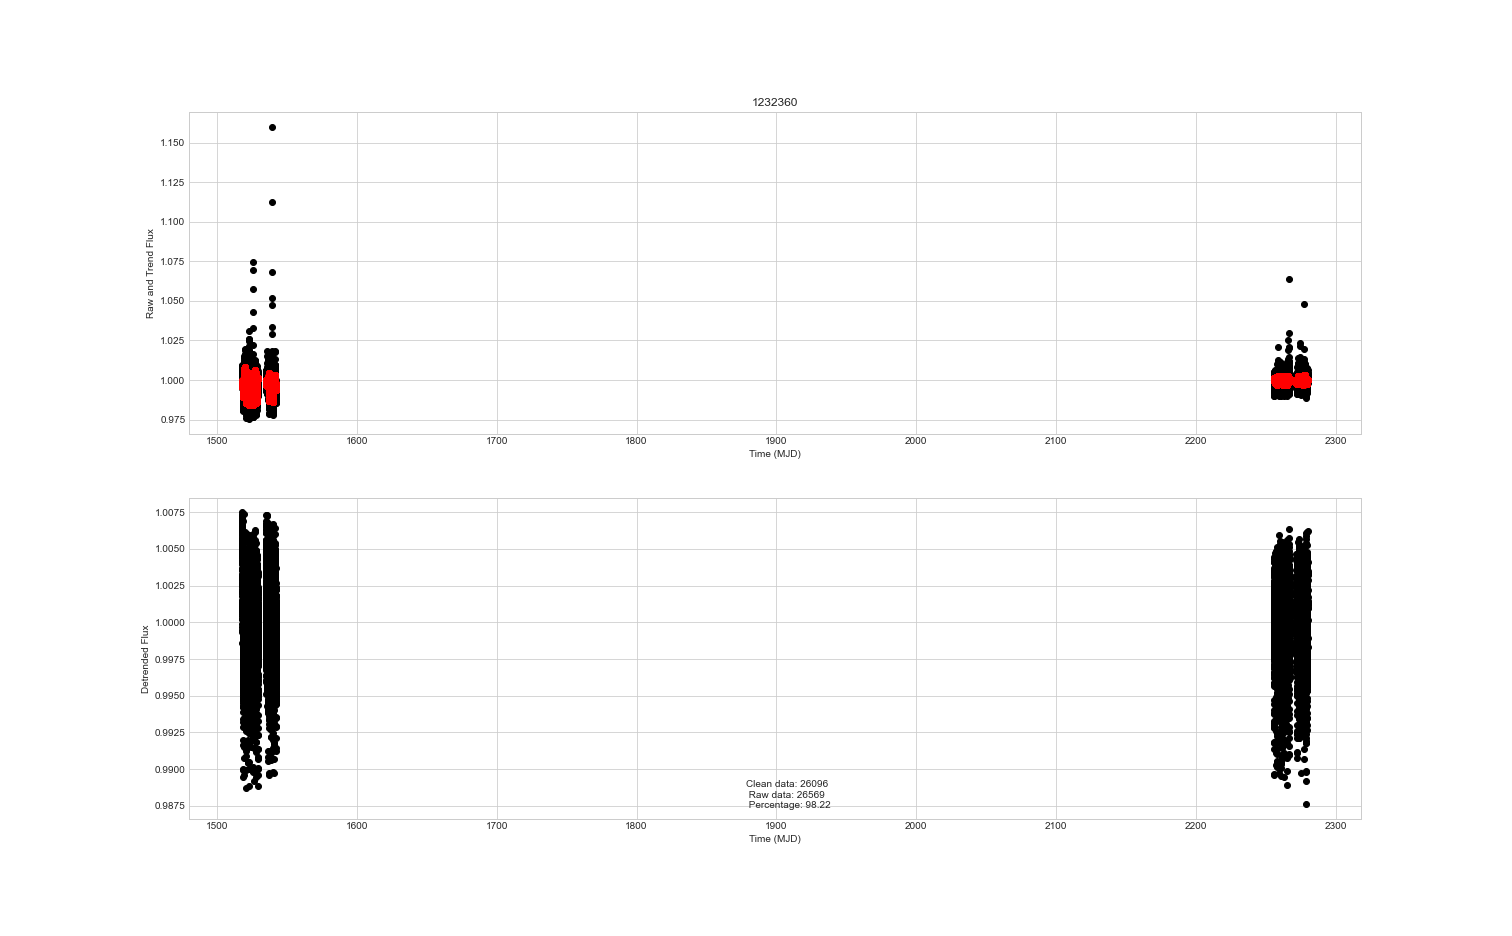 1232360
1.150
1.125
1.100
1.075
1.050
1.025
1.000
0.975
Raw and Trend Flux
1500 1600 1700 1800 1900 2000 2100 2200 2300
Time (MJD)
1.0075
1.0050
1.0025
1.0000
0.9975
0.9950
0.9925
0.9900
0.9875
Detrended Flux
Clean data: 26096
Raw data: 26569
Percentage: 98.22
1500 1600 1700 1800 1900 2000 2100 2200 2300
Time (MJD)